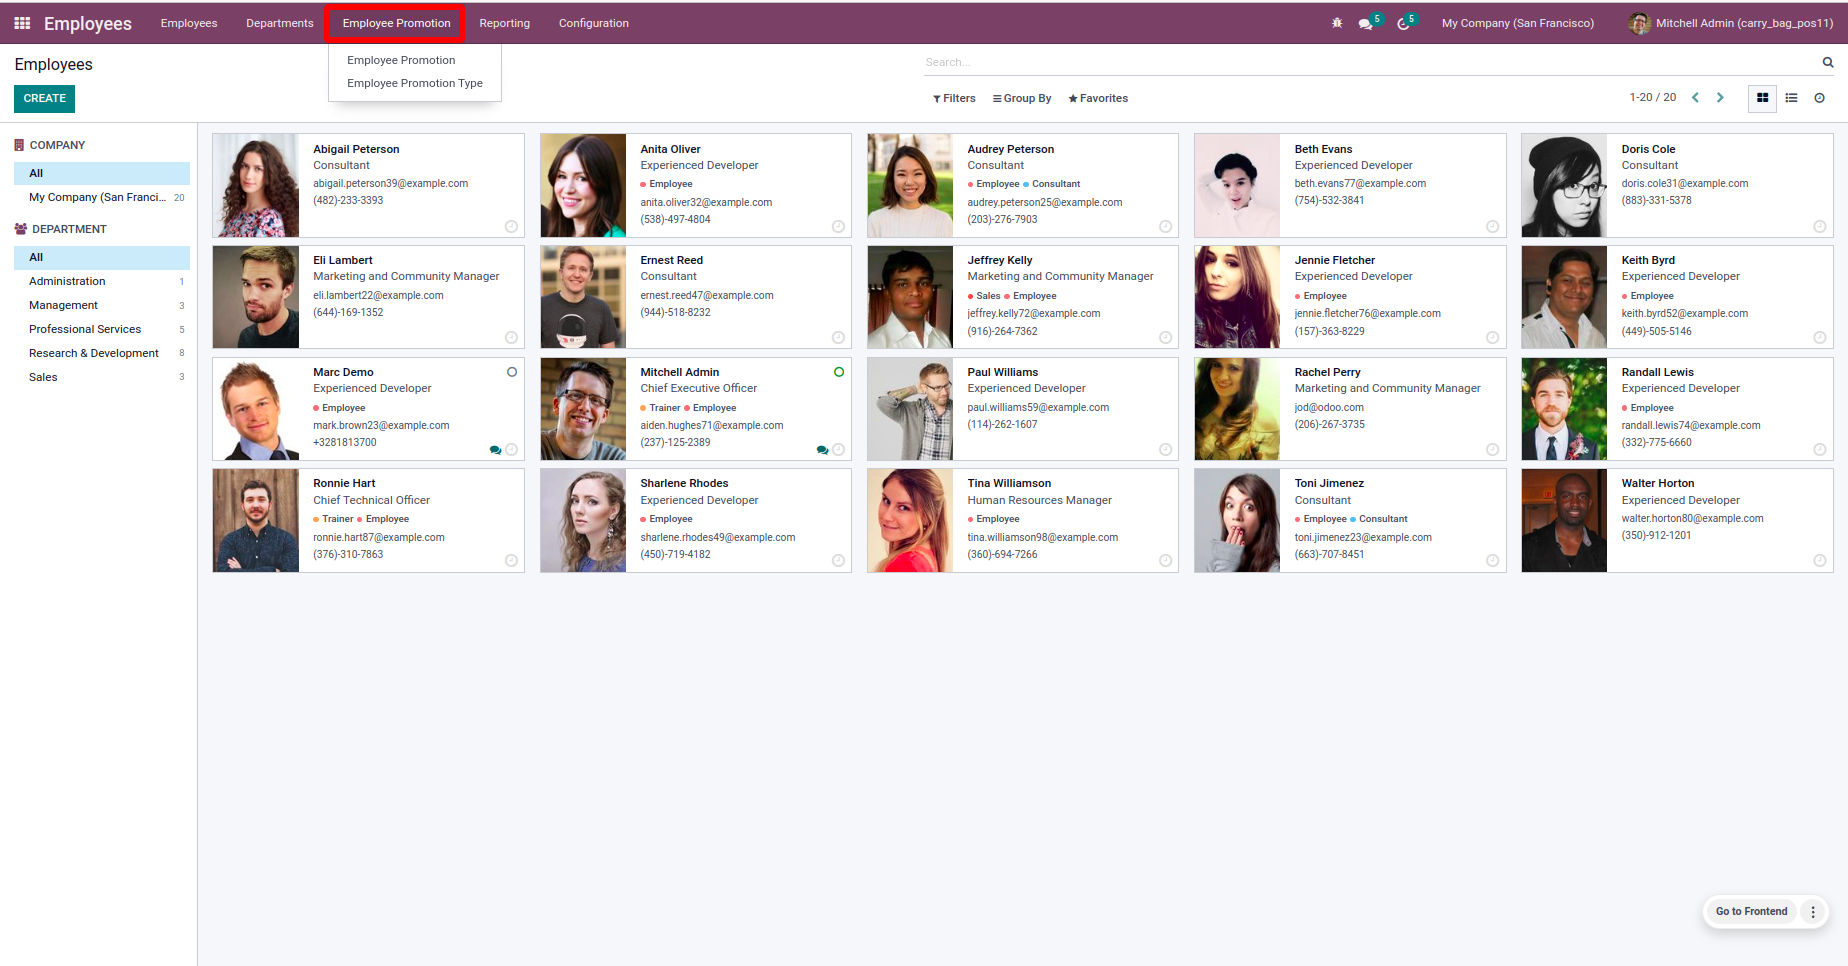 Employees Employees Departments Employee Promotion Reporting Configuration 5 5 My Company (San Francisco) Mitchell Admin (carry_bag_pos11)
Employees
Employee Promotion
Employee Promotion Type
Search...
CREATE
Filters Group By Favorites 1-20 / 20
COMPANY
All
My Company (San Franci... 20
DEPARTMENT
All
Administration 1
Management 3
Professional Services 5
Research & Development 8
Sales 3
Abigail Peterson
Consultant
abigail.peterson39@example.com
(482)-233-3393
Anita Oliver
Experienced Developer
Employee
anita.oliver32@example.com
(538)-497-4804
Audrey Peterson
Consultant
Employee Consultant
audrey.peterson25@example.com
(203)-276-7903
Beth Evans
Experienced Developer
beth.evans77@example.com
(754)-532-3841
Doris Cole
Consultant
doris.cole31@example.com
(883)-331-5378
Eli Lambert
Marketing and Community Manager
eli.lambert22@example.com
(644)-169-1352
Ernest Reed
Consultant
ernest.reed47@example.com
(944)-518-8232
Jeffrey Kelly
Marketing and Community Manager
Sales Employee
jeffrey.kelly72@example.com
(916)-264-7362
Jennie Fletcher
Experienced Developer
Employee
jennie.fletcher76@example.com
(157)-363-8229
Keith Byrd
Experienced Developer
Employee
keith.byrd52@example.com
(449)-505-5146
Marc Demo
Experienced Developer
Employee
mark.brown23@example.com
+3281813700
Mitchell Admin
Chief Executive Officer
Trainer Employee
aiden.hughes71@example.com
(237)-125-2389
Paul Williams
Experienced Developer
paul.williams59@example.com
(114)-262-1607
Rachel Perry
Marketing and Community Manager
jod@odoo.com
(206)-267-3735
Randall Lewis
Experienced Developer
Employee
randall.lewis74@example.com
(332)-775-6660
Ronnie Hart
Chief Technical Officer
Trainer Employee
ronnie.hart87@example.com
(376)-310-7863
Sharlene Rhodes
Experienced Developer
Employee
sharlene.rhodes49@example.com
(450)-719-4182
Tina Williamson
Human Resources Manager
Employee
tina.williamson98@example.com
(360)-694-7266
Toni Jimenez
Consultant
Employee Consultant
toni.jimenez23@example.com
(663)-707-8451
Walter Horton
Experienced Developer
walter.horton80@example.com
(350)-912-1201
Go to Frontend